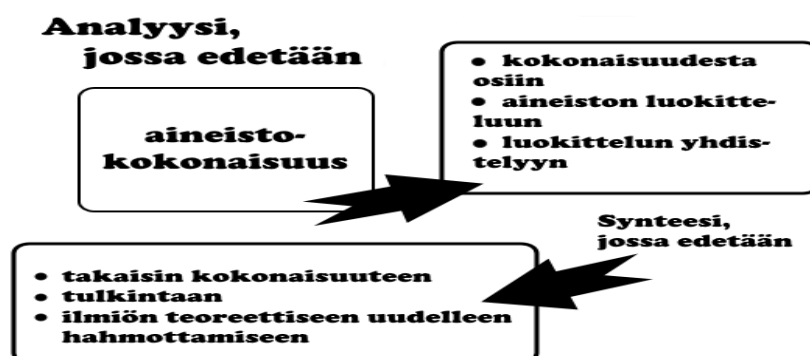 Analyysi,
jossa edetään
aineisto-
kokonaisuus
• kokonaisuudesta
osiin
• aineiston luokitte-
luun
• luokittelun yhdis-
telyyn
Synteesi,
jossa edetään
• takaisin kokonaisuuteen
• tulkintaan
• ilmiön teoreettiseen uudelleen
hahmottamiseen